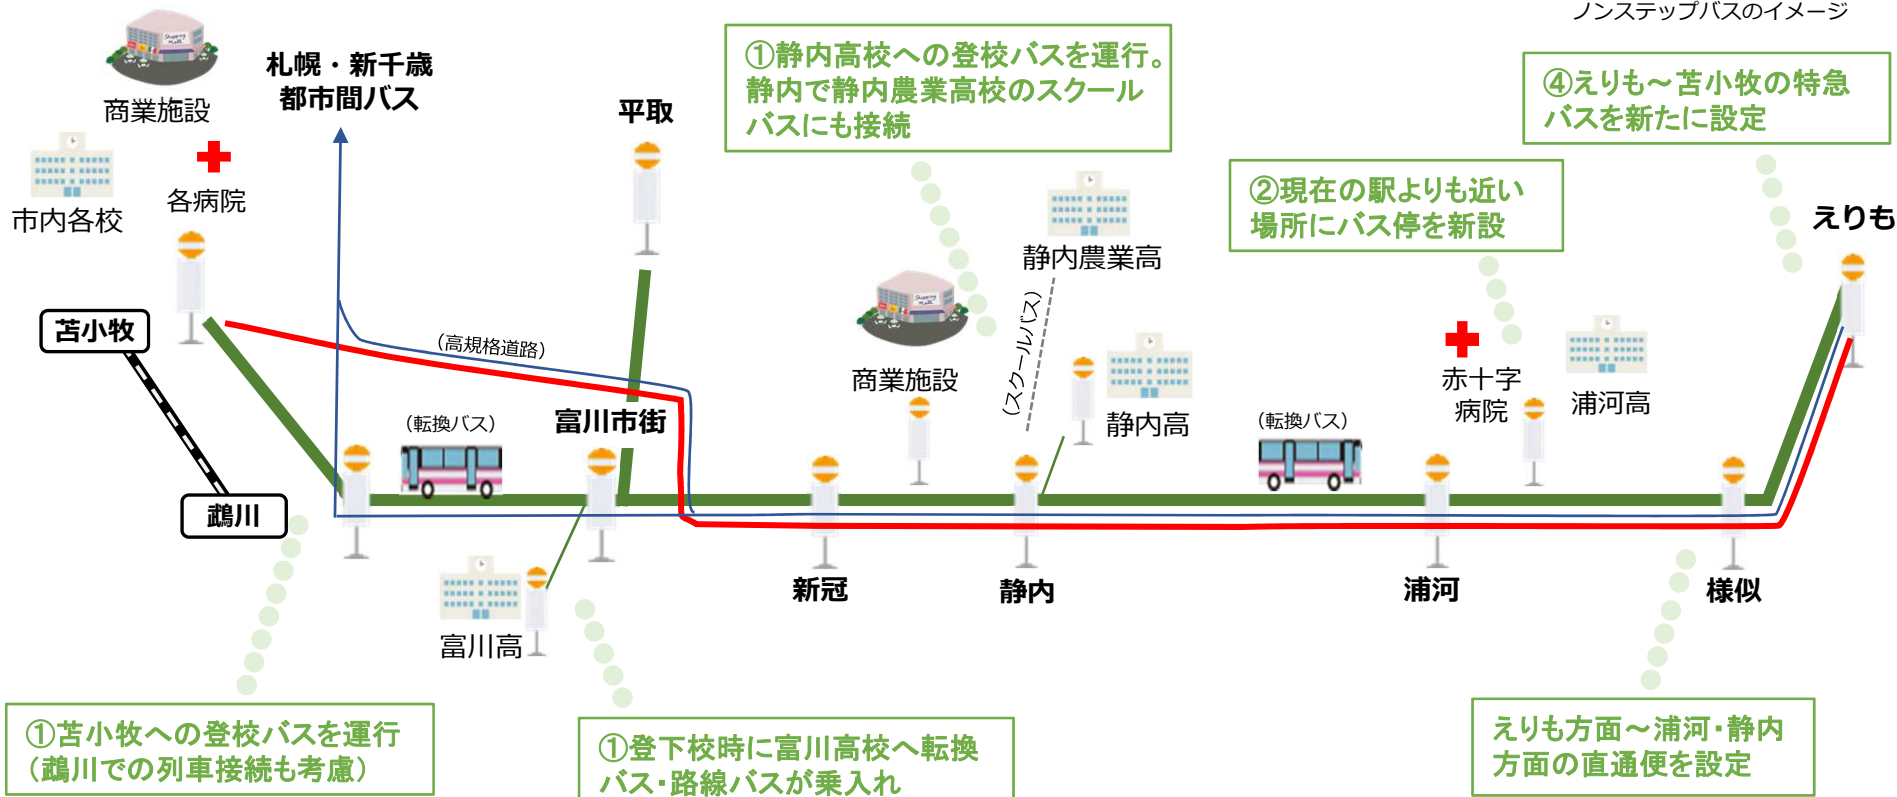 ノンステップバスのイメージ
商業施設
札幌・新千歳
都市間バス
平取
①静内高校への登校バスを運行。
静内で静内農業高校のスクール
バスにも接続
④えりも～苫小牧の特急
バスを新たに設定
市内各校
各病院
静内農業高
②現在の駅よりも近い
場所にバス停を新設
えりも
苫小牧
(高規格道路)
(スクールバス)
商業施設
静内高
赤十字
病院
浦河高
(転換バス)
富川市街
(転換バス)
鵡川
新冠
静内
浦河
様似
富川高
①苫小牧への登校バスを運行
(鵡川での列車接続も考慮)
①登下校時に富川高校へ転換
バス・路線バスが乗入れ
えりも方面～浦河・静内
方面の直通便を設定